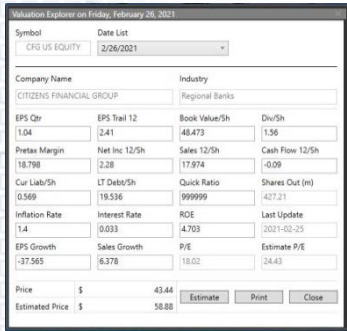 Valuation Explorer on Friday, February 26, 2021
Symbol Date List
CFG US EQUITY 2/26/2021
Company Name Industry
CITIZENS FINANCIAL GROUP Regional Banks
EPS Qtr EPS Trail 12 Book Value/Sh Div/Sh
1.04 2.41 48.473 1.56
Pretax Margin Net Inc 12/Sh Sales 12/Sh Cash Flow 12/Sh
18.798 2.28 17.974 -0.09
Cur Liab/Sh LT Debt/Sh Quick Ratio Shares Out (m)
0.569 19.536 999999 427.21
Inflation Rate Interest Rate ROE Last Update
1.4 0.033 4.703 2021-02-25
EPS Growth Sales Growth P/E Estimate P/E
-37.565 6.378 18.02 24.43
Price $ 43.44
Estimate Print Close
Estimated Price $ 58.88